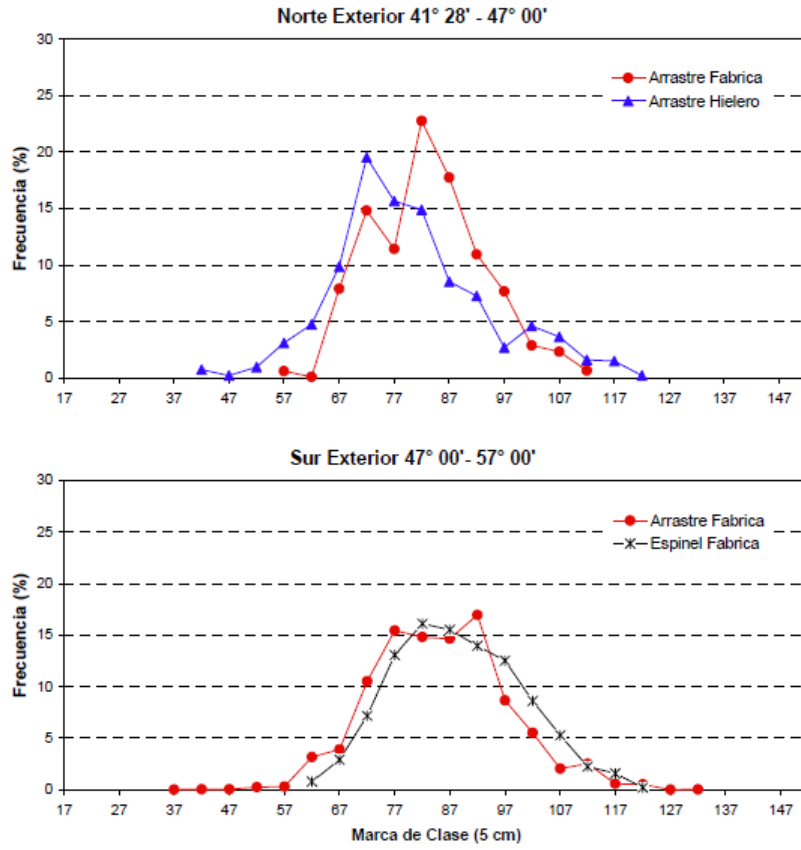 Norte Exterior 41° 28' - 47° 00'
30
25
20
15
10
5
0
Frecuencia (%)
Arrastre Fabrica
Arrastre Hielero
17 27 37 47 57 67 77 87 97 107 117 127 137 147
Sur Exterior 47° 00'- 57° 00'
30
25
20
15
10
5
0
Frecuencia (%)
Arrastre Fabrica
Espinel Fabrica
17 27 37 47 57 67 77 87 97 107 117 127 137 147
Marca de Clase (5 cm)